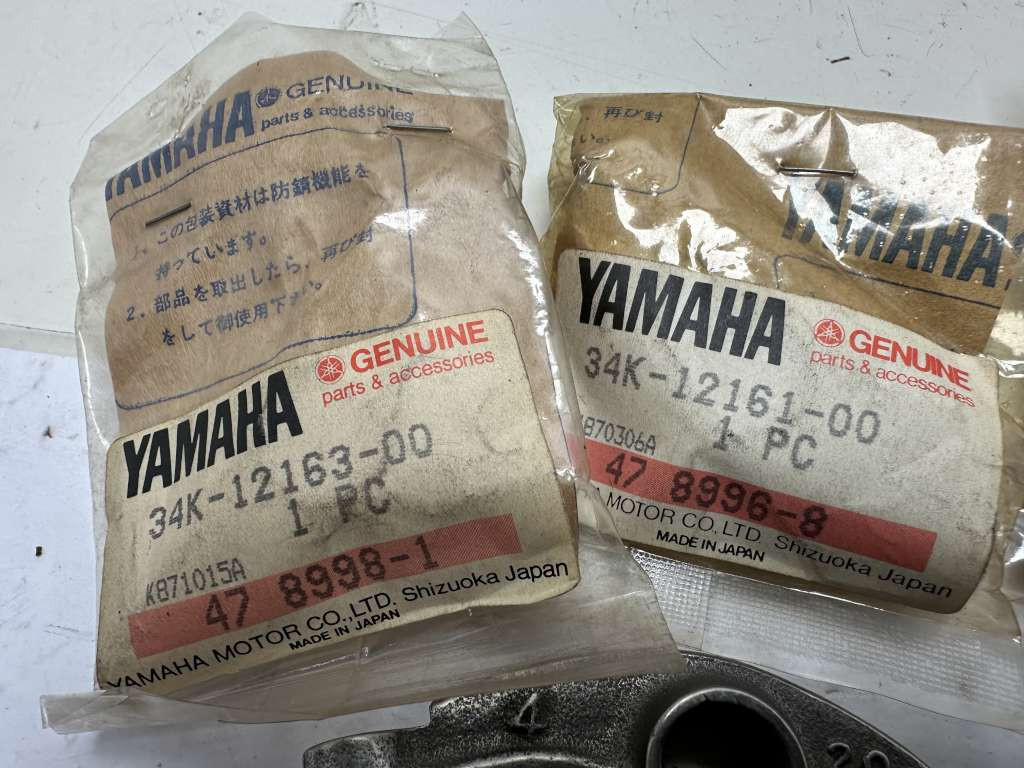 YAMAHA GENUINE
parts & accessories
1. この包装資材は防錆機能を
持っています。
2. 部品を取出したら、再び封
をして御使用下さい。
YAMAHA GENUINE
parts & accessories
34K-12163-00
1 PC
K871015A
47 8998-1
YAMAHA MOTOR CO.,LTD. Shizuoka Japan
MADE IN JAPAN
再び封
い。
YAMAHA
YAMAHA GENUINE
parts & accessories
34K-12161-00
1 PC
870306A
47 8996-8
MOTOR CO.,LTD. Shizuoka Japan
MADE IN JAPAN
4
20